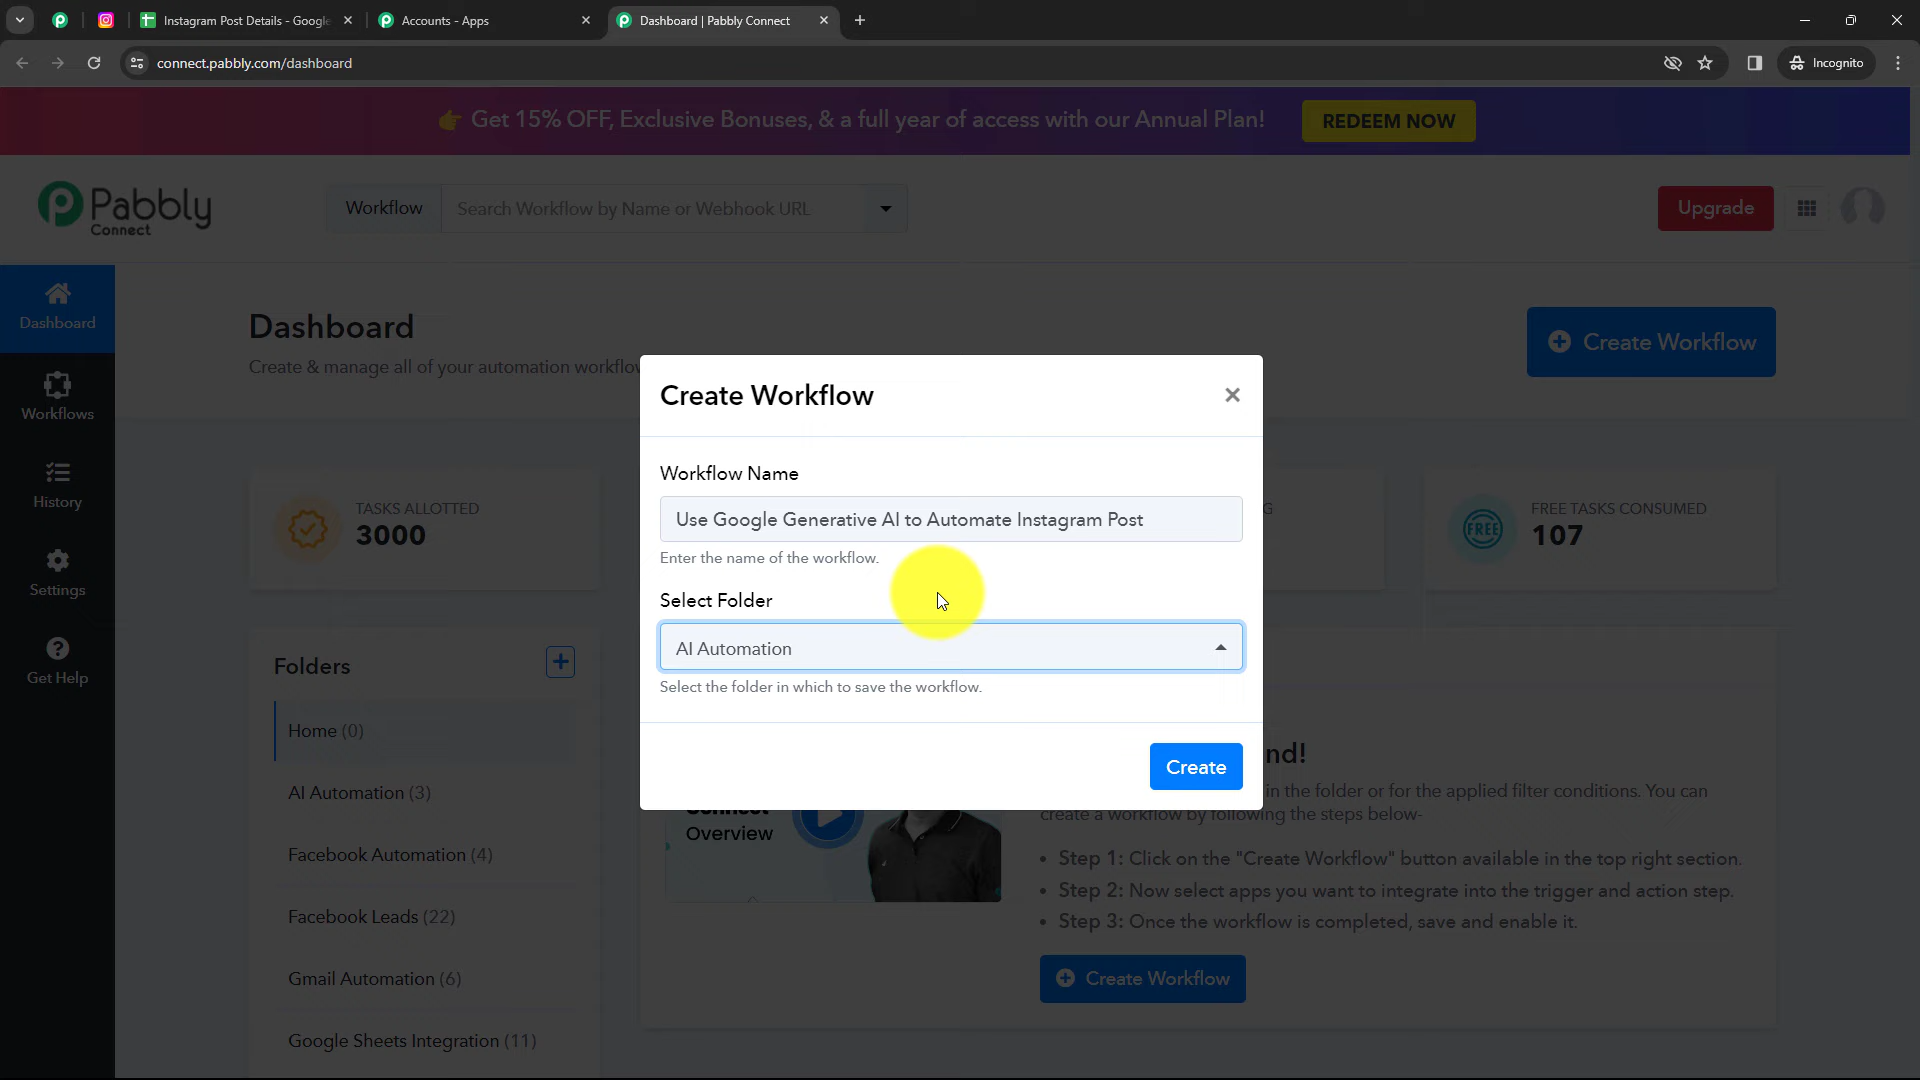 Instagram Post Details - Google
Accounts - Apps
Dashboard | Pabbly Connect
connect.pabbly.com/dashboard
Incognito
👉 Get 15% OFF, Exclusive Bonuses, & a full year of access with our Annual Plan!
REDEEM NOW
Pabbly
Connect
Workflow
Search Workflow by Name or Webhook URL
Upgrade
Dashboard
Workflows
History
Settings
Get Help
Dashboard
Create & manage all of your automation workflo
Create Workflow
TASKS ALLOTTED
3000
G
FREE
FREE TASKS CONSUMED
107
Folders
Home (0)
AI Automation (3)
Facebook Automation (4)
Facebook Leads (22)
Gmail Automation (6)
Google Sheets Integration (11)
Create Workflow
Workflow Name
Use Google Generative AI to Automate Instagram Post
Enter the name of the workflow.
Select Folder
AI Automation
Select the folder in which to save the workflow.
Create
Connect
Overview
nd!
in the folder or for the applied filter conditions. You can
create a workflow by following the steps below-
• Step 1: Click on the "Create Workflow" button available in the top right section.
• Step 2: Now select apps you want to integrate into the trigger and action step.
• Step 3: Once the workflow is completed, save and enable it.
Create Workflow